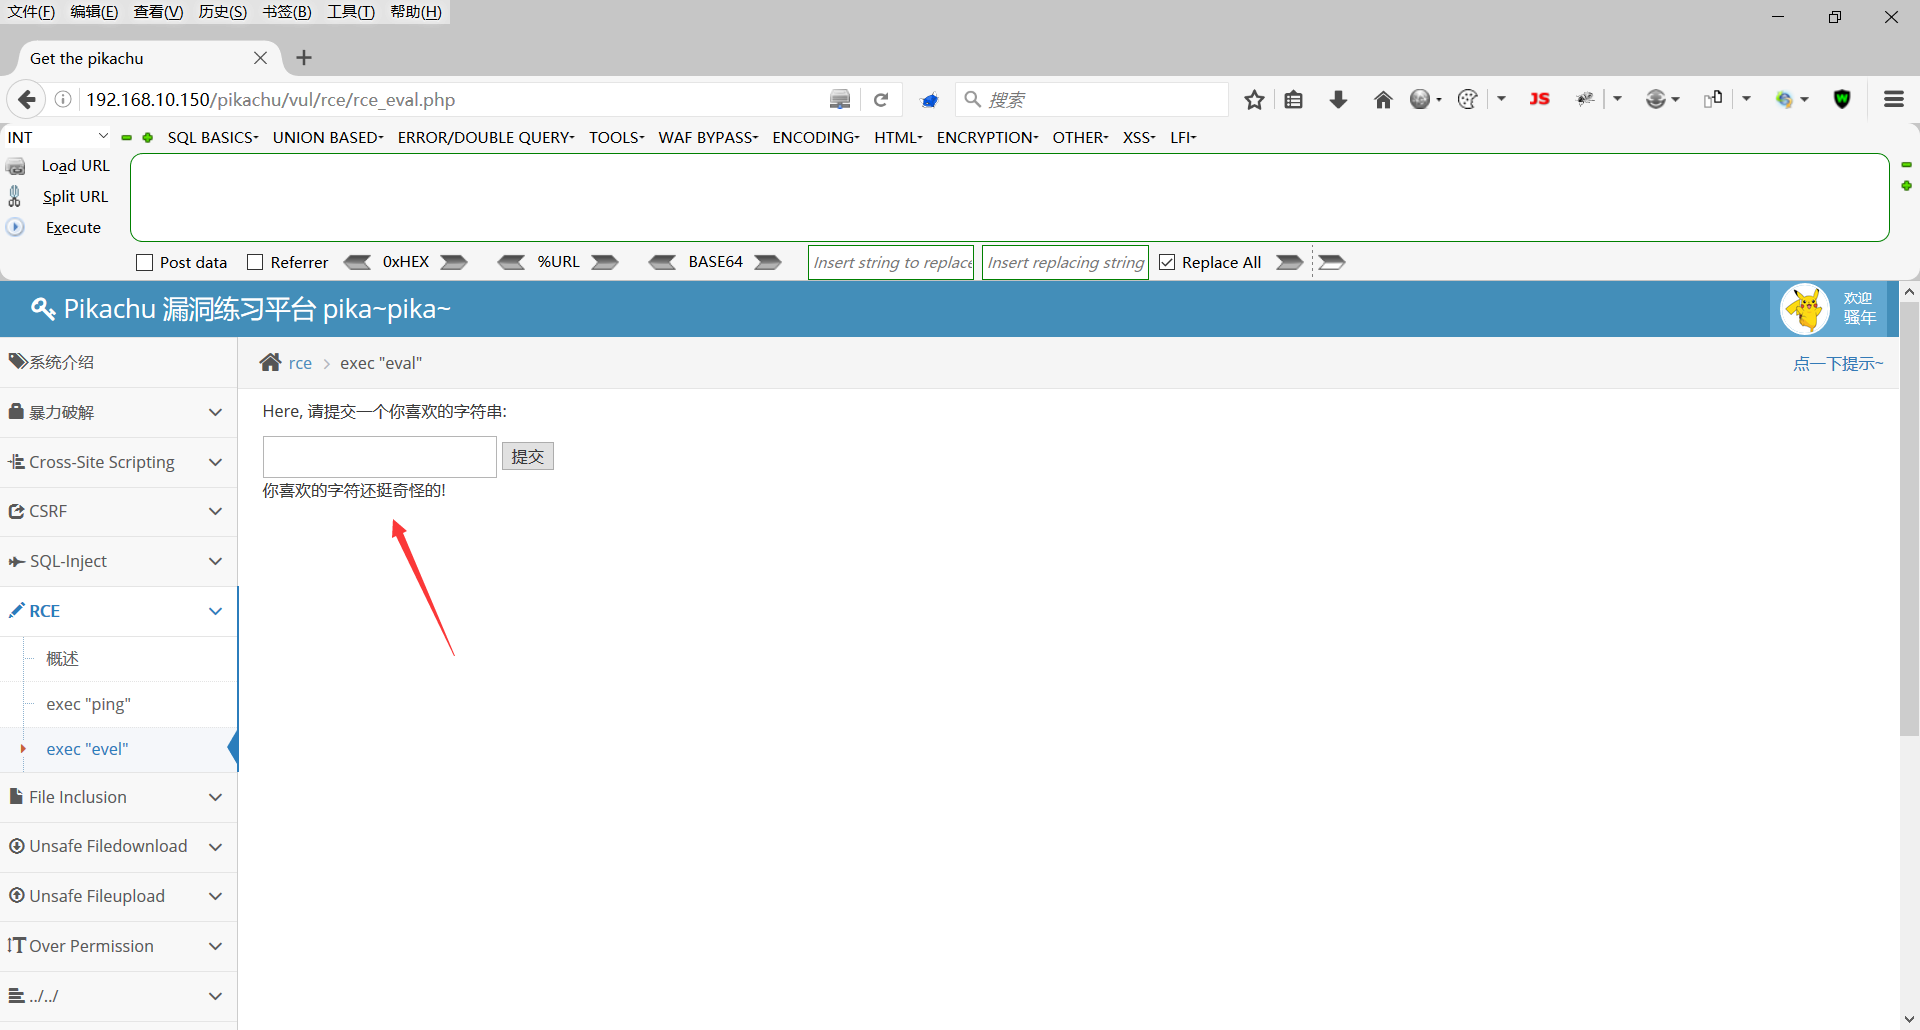 文件(F) 编辑(E) 查看(V) 历史(S) 书签(B) 工具(T) 帮助(H)
Get the pikachu
192.168.10.150/pikachu/vul/rce/rce_eval.php
搜索
JS
INT
SQL BASICS
UNION BASED
ERROR/DOUBLE QUERY
TOOLS
WAF BYPASS
ENCODING
HTML
ENCRYPTION
OTHER
XSS
LFI
Load URL
Split URL
Execute
Post data
Referrer
0xHEX
%URL
BASE64
Insert string to replace
Insert replacing string
Replace All
Pikachu 漏洞练习平台 pika~pika~
欢迎
骚年
系统介绍
暴力破解
Cross-Site Scripting
CSRF
SQL-Inject
RCE
概述
exec "ping"
exec "evel"
File Inclusion
Unsafe Filedownload
Unsafe Fileupload
Over Permission
../../
rce
exec "eval"
点一下提示~
Here, 请提交一个你喜欢的字符串:
提交
你喜欢的字符还挺奇怪的!